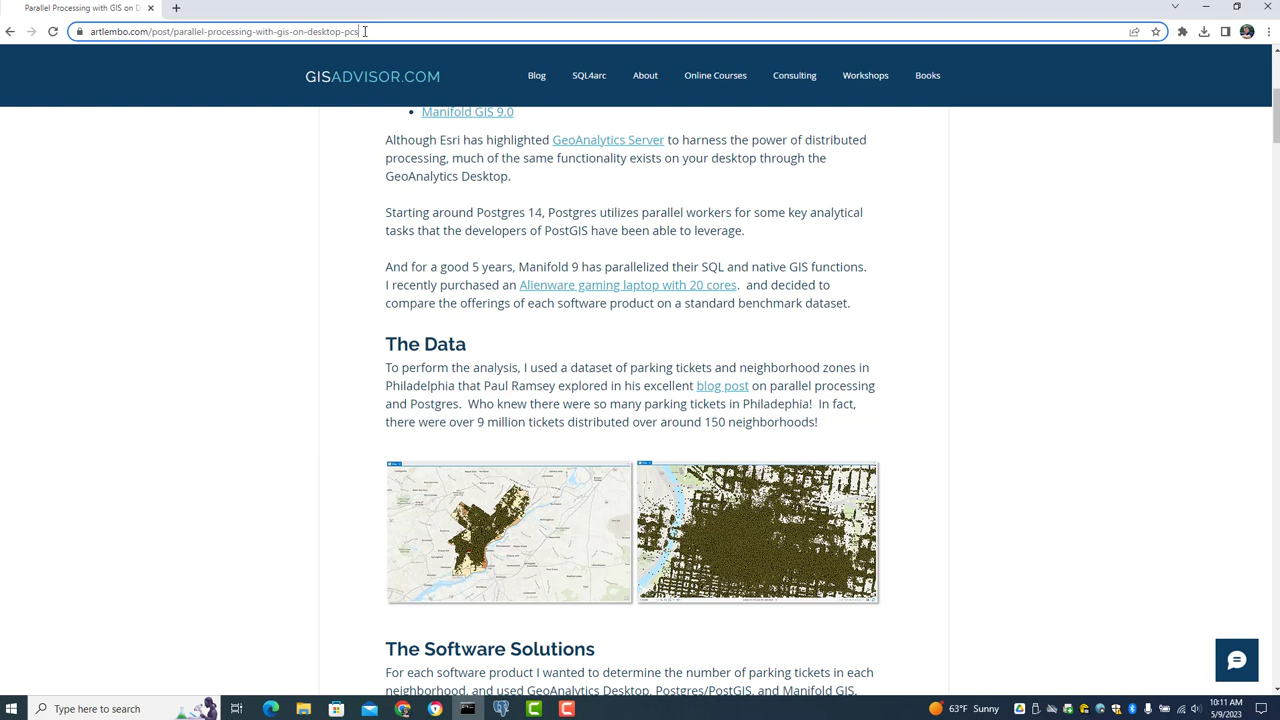 Parallel Processing with GIS on D
artlembo.com/post/parallel-processing-with-gis-on-desktop-pcs
GISADVISOR.COM
Blog
SQL4arc
About
Online Courses
Consulting
Workshops
Books
• Manifold GIS 9.0
Although Esri has highlighted GeoAnalytics Server to harness the power of distributed
processing, much of the same functionality exists on your desktop through the
GeoAnalytics Desktop.
Starting around Postgres 14, Postgres utilizes parallel workers for some key analytical
tasks that the developers of PostGIS have been able to leverage.
And for a good 5 years, Manifold 9 has parallelized their SQL and native GIS functions.
I recently purchased an Alienware gaming laptop with 20 cores.  and decided to
compare the offerings of each software product on a standard benchmark dataset.
The Data
To perform the analysis, I used a dataset of parking tickets and neighborhood zones in
Philadelphia that Paul Ramsey explored in his excellent blog post on parallel processing
and Postgres.  Who knew there were so many parking tickets in Philadephia!  In fact,
there were over 9 million tickets distributed over around 150 neighborhoods!
The Software Solutions
For each software product I wanted to determine the number of parking tickets in each
neighborhood, and used GeoAnalytics Desktop, Postgres/PostGIS, and Manifold GIS.
Type here to search
63°F Sunny
10:11 AM
5/9/2023